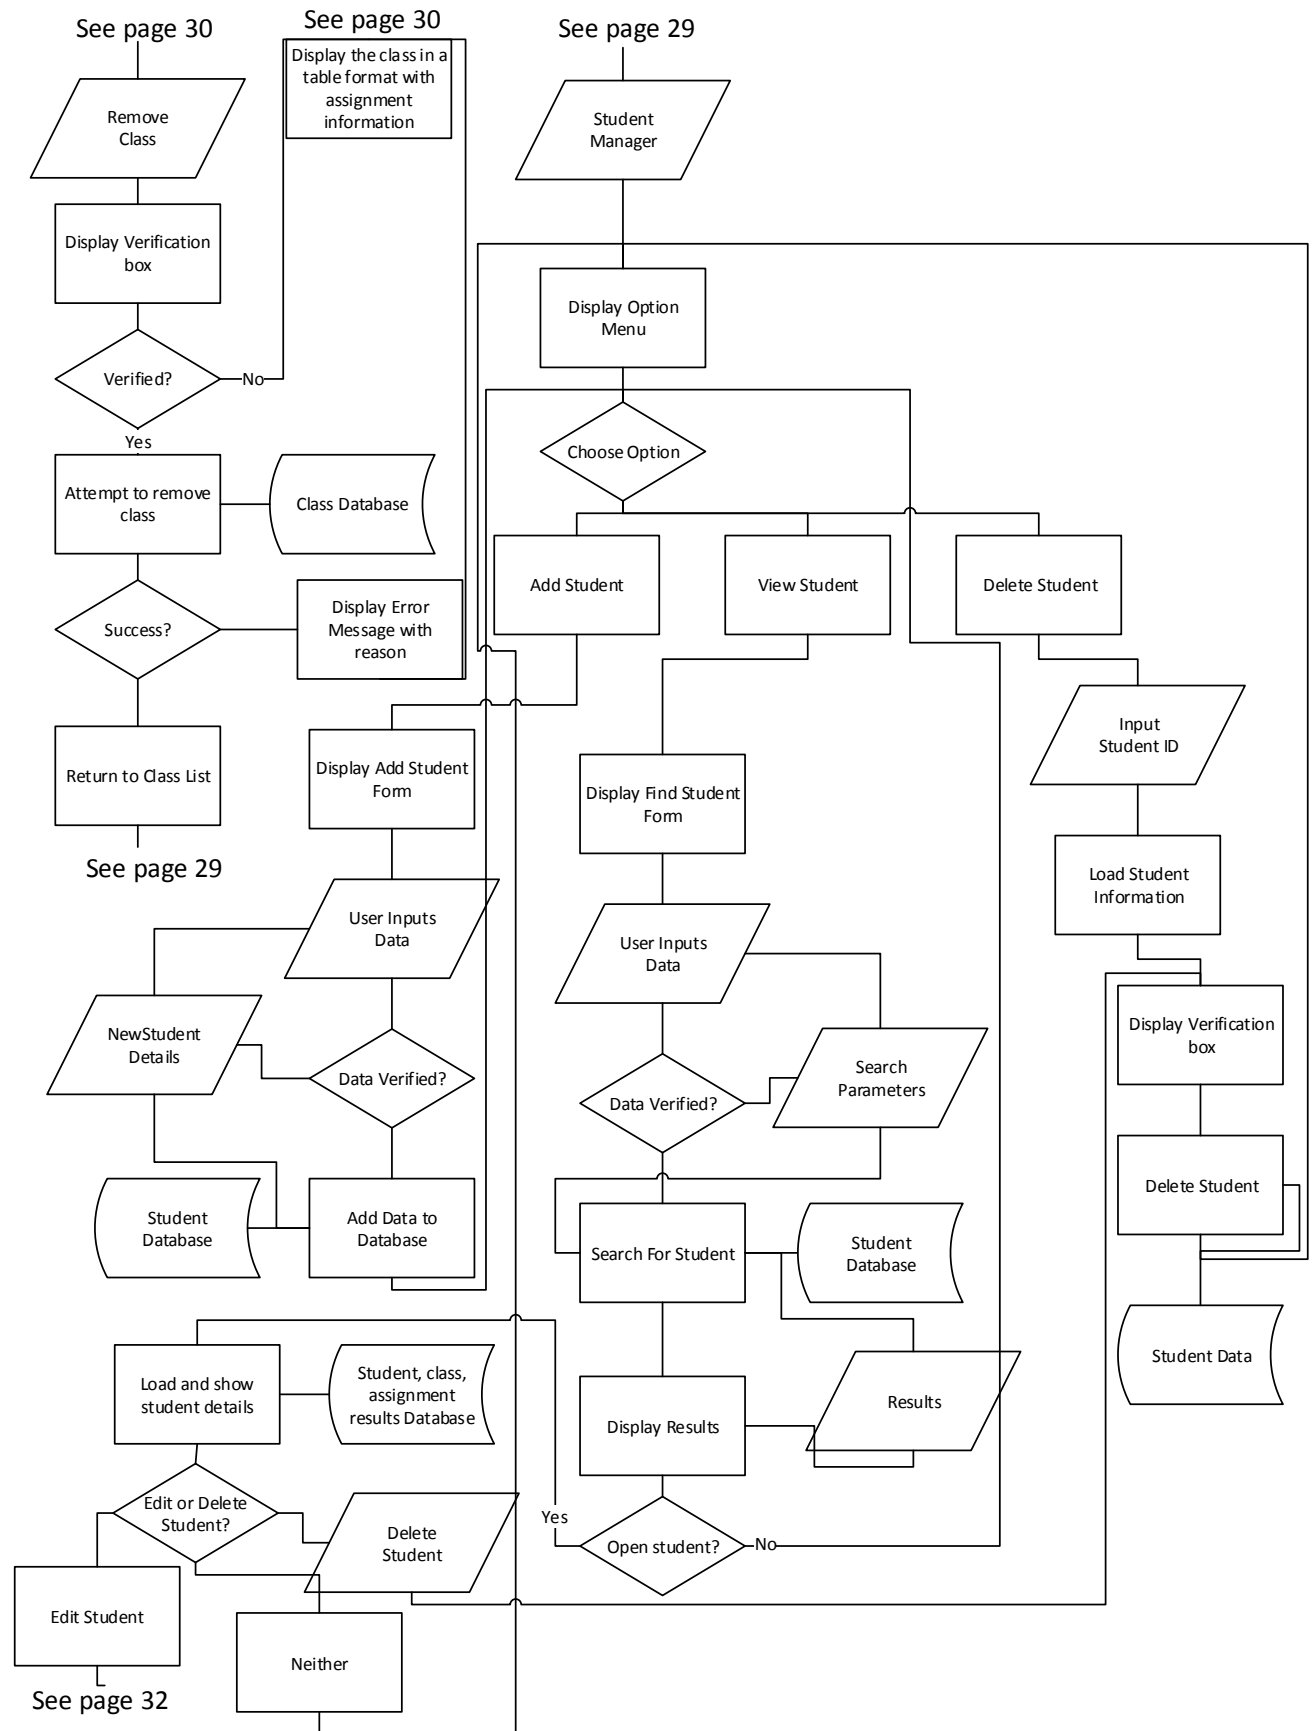 See page 30
Remove
Class
Display Verification
box
Verified?
No
Yes
Attempt to remove
class
Class Database
Success?
Display Error
Message with
reason
Return to Class List
See page 29
See page 30
Display the class in a
table format with
assignment
information
See page 29
Student
Manager
Display Option
Menu
Choose Option
Add Student
View Student
Delete Student
Display Add Student
Form
User Inputs
Data
NewStudent
Details
Data Verified?
Student
Database
Add Data to
Database
Display Find Student
Form
User Inputs
Data
Data Verified?
Search
Parameters
Search For Student
Student
Database
Display Results
Results
Open student?
Yes
No
Input
Student ID
Load Student
Information
Display Verification
box
Delete Student
Student Data
Load and show
student details
Student, class,
assignment
results Database
Edit or Delete
Student?
Delete
Student
Edit Student
Neither
See page 32